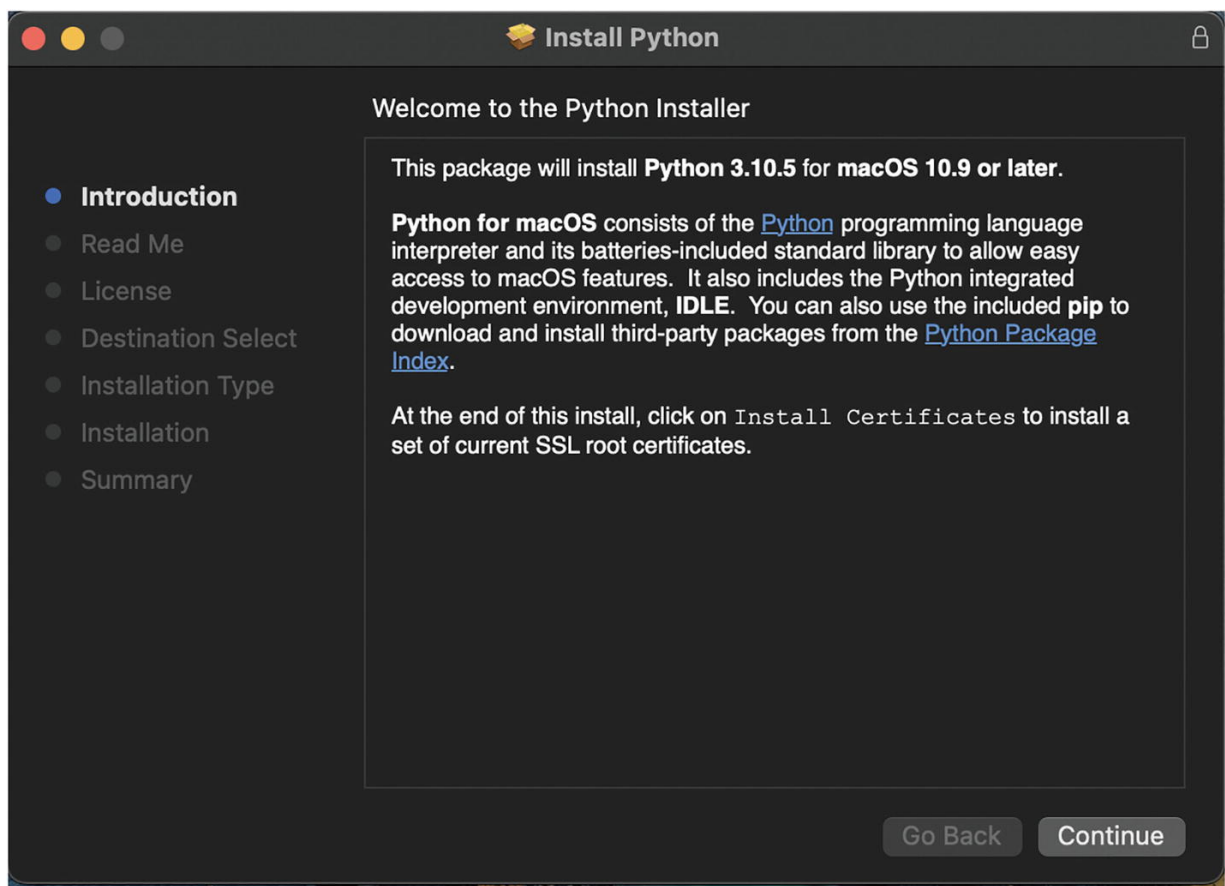 Install Python
Welcome to the Python Installer
Introduction
Read Me
License
Destination Select
Installation Type
Installation
Summary
This package will install Python 3.10.5 for macOS 10.9 or later.
Python for macOS consists of the Python programming language
interpreter and its batteries-included standard library to allow easy
access to macOS features.  It also includes the Python integrated
development environment, IDLE.  You can also use the included pip to
download and install third-party packages from the Python Package
Index.
At the end of this install, click on Install Certificates to install a
set of current SSL root certificates.
Go Back
Continue